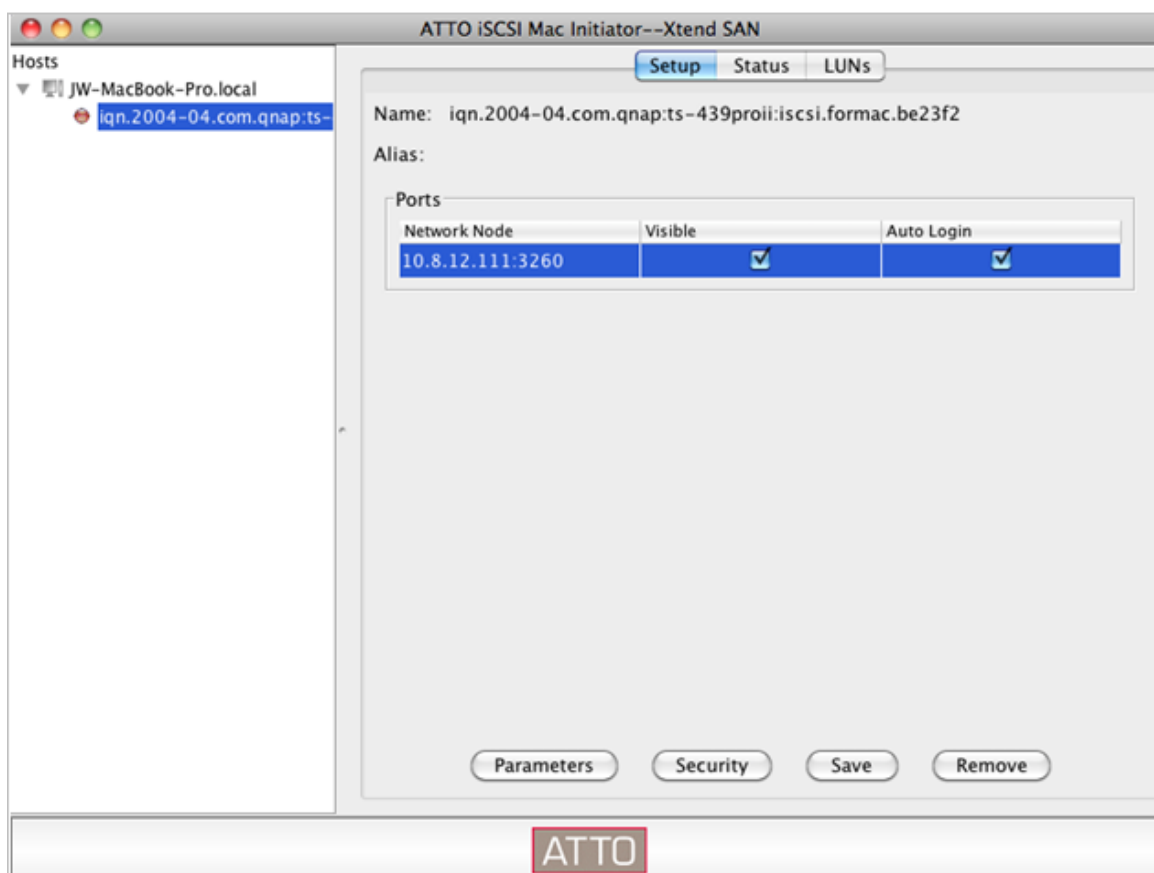 ATTO iSCSI Mac Initiator--Xtend SAN
Hosts
JW-MacBook-Pro.local
iqn.2004-04.com.qnap:ts-
Setup Status LUNs
Name: iqn.2004-04.com.qnap:ts-439proii:iscsi.formac.be23f2
Alias:
Ports
Network Node Visible Auto Login
10.8.12.111:3260
Parameters Security Save Remove
ATTO